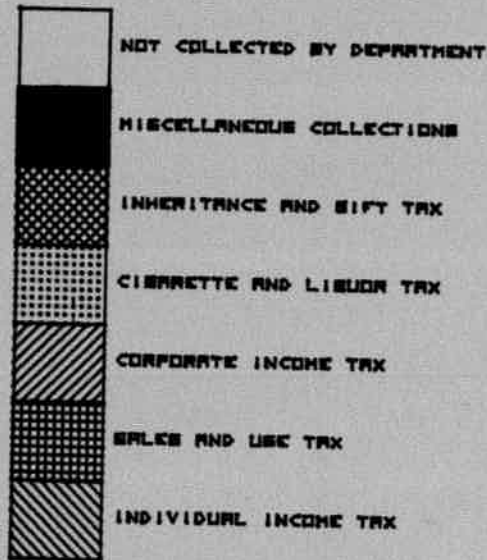 NOT COLLECTED BY DEPARTMENT
MISCELLANEOUS COLLECTIONS
INHERITANCE AND GIFT TAX
CIGARETTE AND LIQUOR TAX
CORPORATE INCOME TAX
SALES AND USE TAX
INDIVIDUAL INCOME TAX